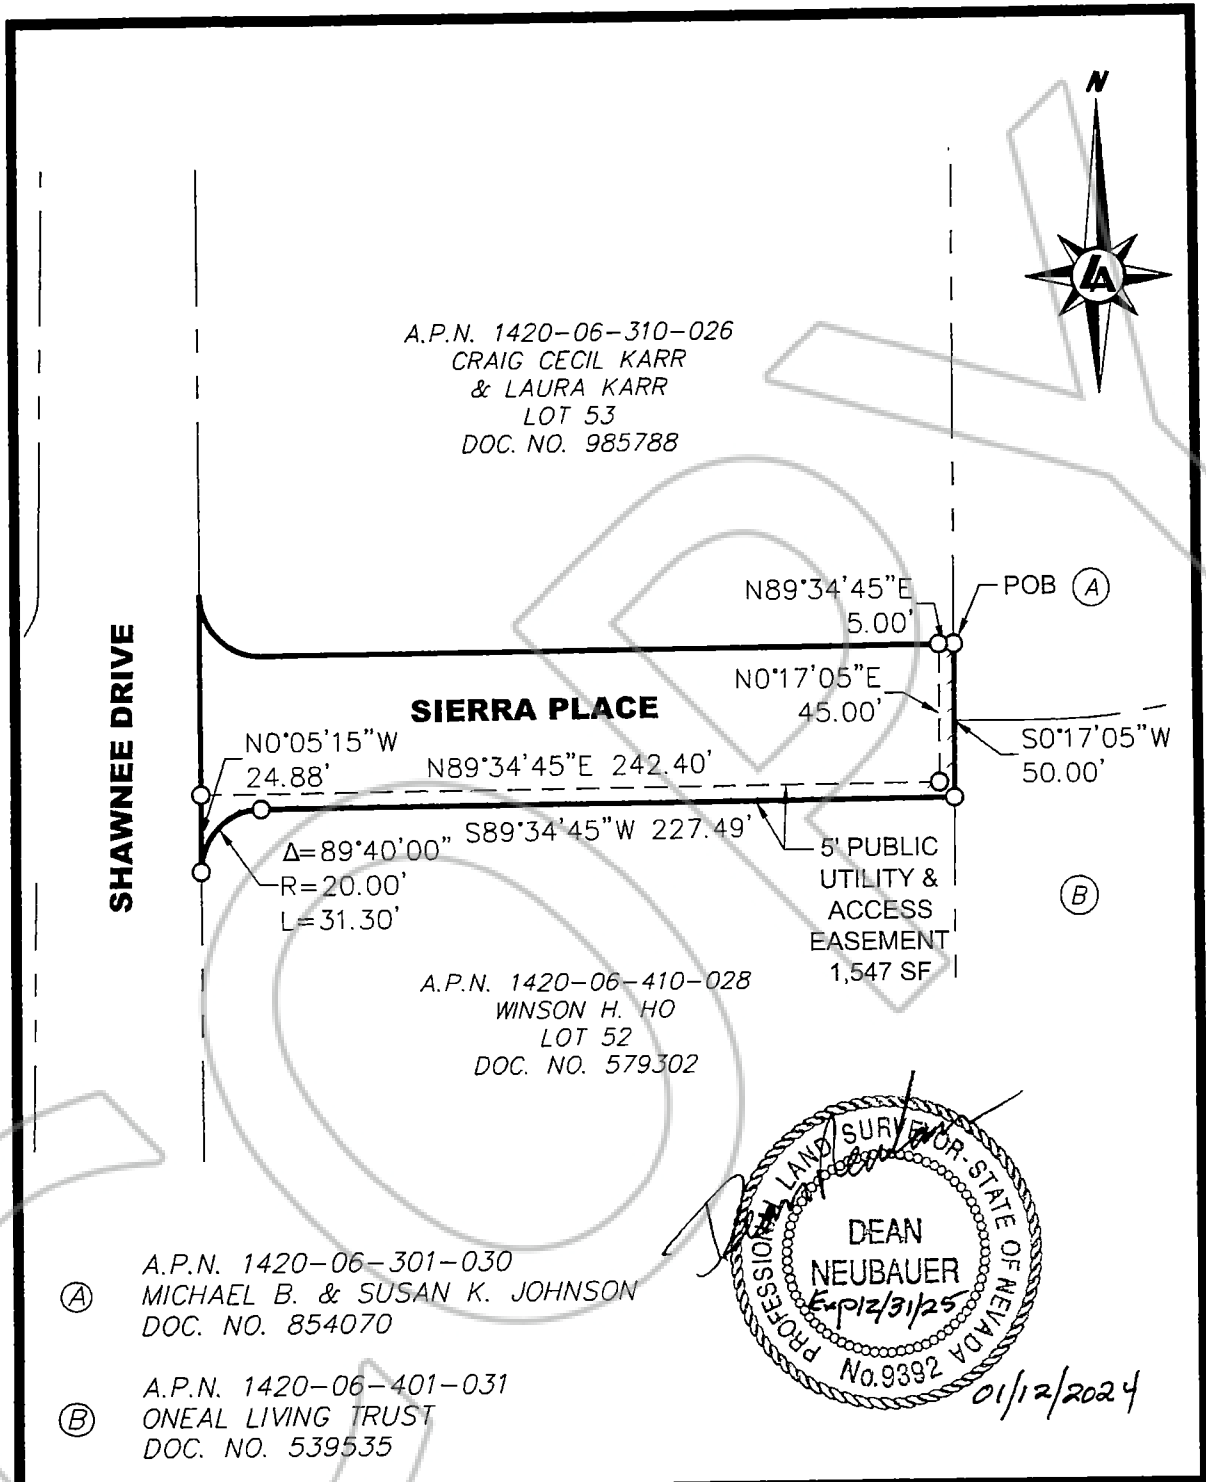 N
LA
A.P.N. 1420-06-310-026
CRAIG CECIL KARR
& LAURA KARR
LOT 53
DOC. NO. 985788
N89°34'45"E
5.00'
POB A
N0°17'05"E
45.00'
SHAWNEE DRIVE
SIERRA PLACE
S0°17'05"W
50.00'
N0°05'15"W
24.88'
N89°34'45"E 242.40'
S89°34'45"W 227.49'
Δ=89°40'00"
R=20.00'
L=31.30'
5' PUBLIC
UTILITY &
ACCESS
EASEMENT
1,547 SF
B
A.P.N. 1420-06-410-028
WINSON H. HO
LOT 52
DOC. NO. 579302
PROFESSIONAL LAND SURVEYOR-STATE OF NEVADA
DEAN
NEUBAUER
Exp12/31/25
No.9392
01/12/2024
A.P.N. 1420-06-301-030
A MICHAEL B. & SUSAN K. JOHNSON
DOC. NO. 854070
A.P.N. 1420-06-401-031
B ONEAL LIVING TRUST
DOC. NO. 539535
COPY